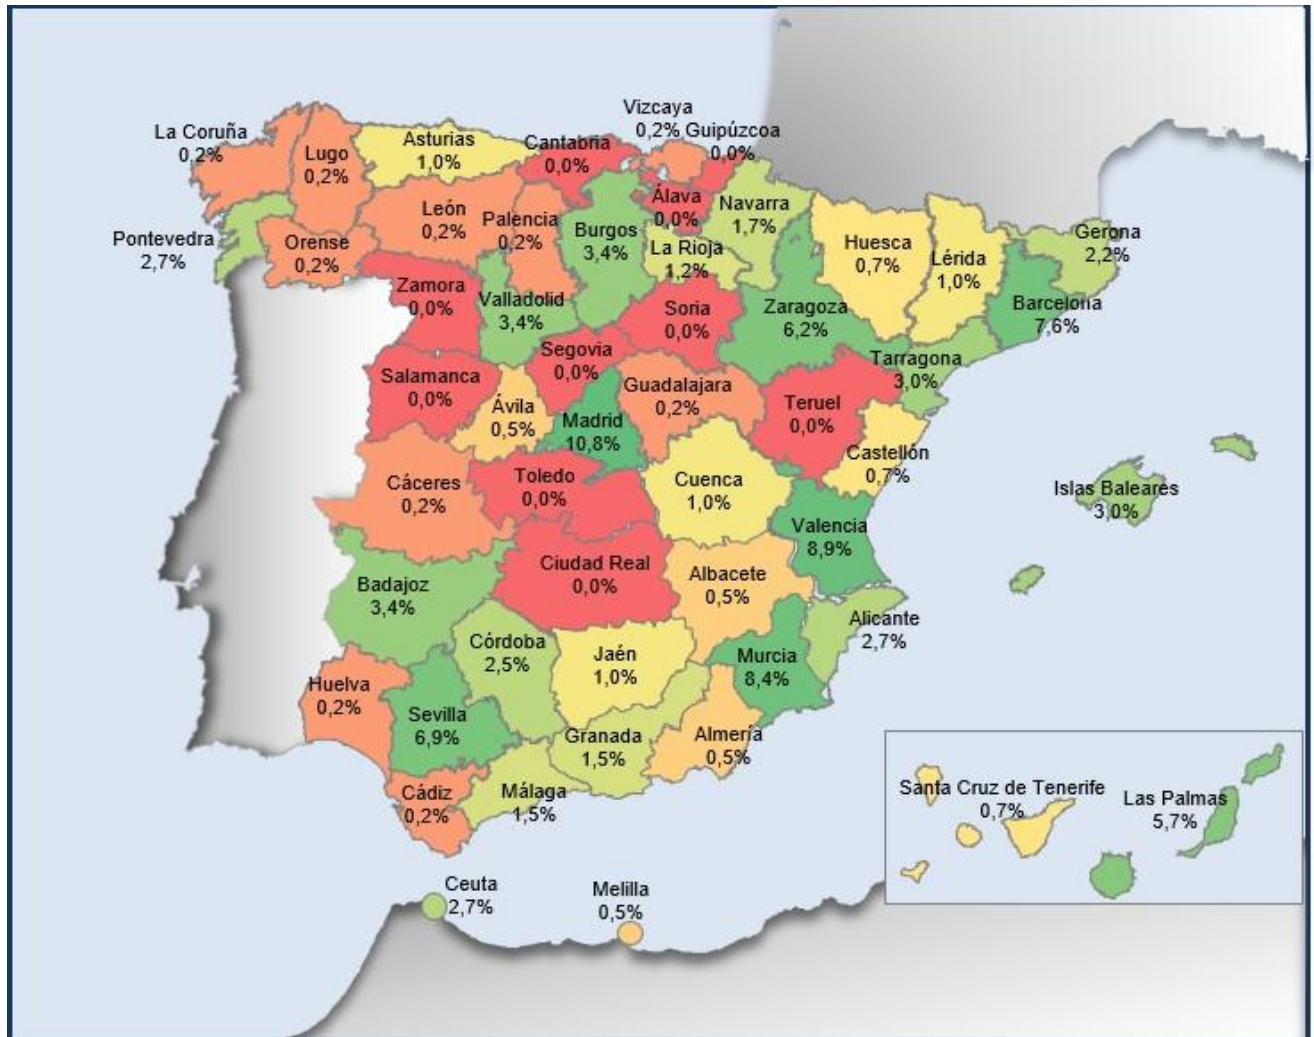 Vizcaya
0,2%
La Coruña
0,2%
Asturias
1,0%
Cantabria
0,0%
Guipúzcoa
0,0%
Lugo
0,2%
Álava
0,0%
Navarra
1,7%
León
0,2%
Palencia
0,2%
Burgos
3,4%
La Rioja
1,2%
Huesca
0,7%
Lérida
1,0%
Gerona
2,2%
Pontevedra
2,7%
Orense
0,2%
Zamora
0,0%
Valladolid
3,4%
Soria
0,0%
Zaragoza
6,2%
Barcelona
7,6%
Segovia
0,0%
Tarragona
3,0%
Salamanca
0,0%
Ávila
0,5%
Madrid
10,8%
Guadalajara
0,2%
Teruel
0,0%
Castellón
0,7%
Cáceres
0,2%
Toledo
0,0%
Cuenca
1,0%
Islas Baleares
3,0%
Valencia
8,9%
Badajoz
3,4%
Ciudad Real
0,0%
Albacete
0,5%
Alicante
2,7%
Córdoba
2,5%
Jaén
1,0%
Murcia
8,4%
Huelva
0,2%
Sevilla
6,9%
Granada
1,5%
Almería
0,5%
Cádiz
0,2%
Málaga
1,5%
Santa Cruz de Tenerife
0,7%
Las Palmas
5,7%
Ceuta
2,7%
Melilla
0,5%